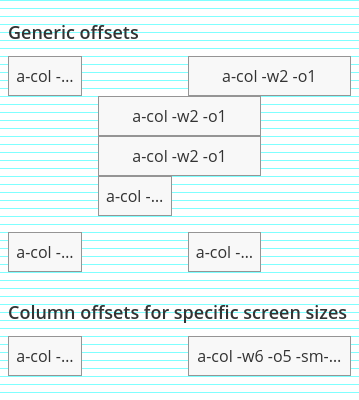 Generic offsets
a-col -... a-col -w2 -o1
a-col -w2 -o1
a-col -w2 -o1
a-col -...
a-col -... a-col -...
Column offsets for specific screen sizes
a-col -... a-col -w6 -o5 -sm-...